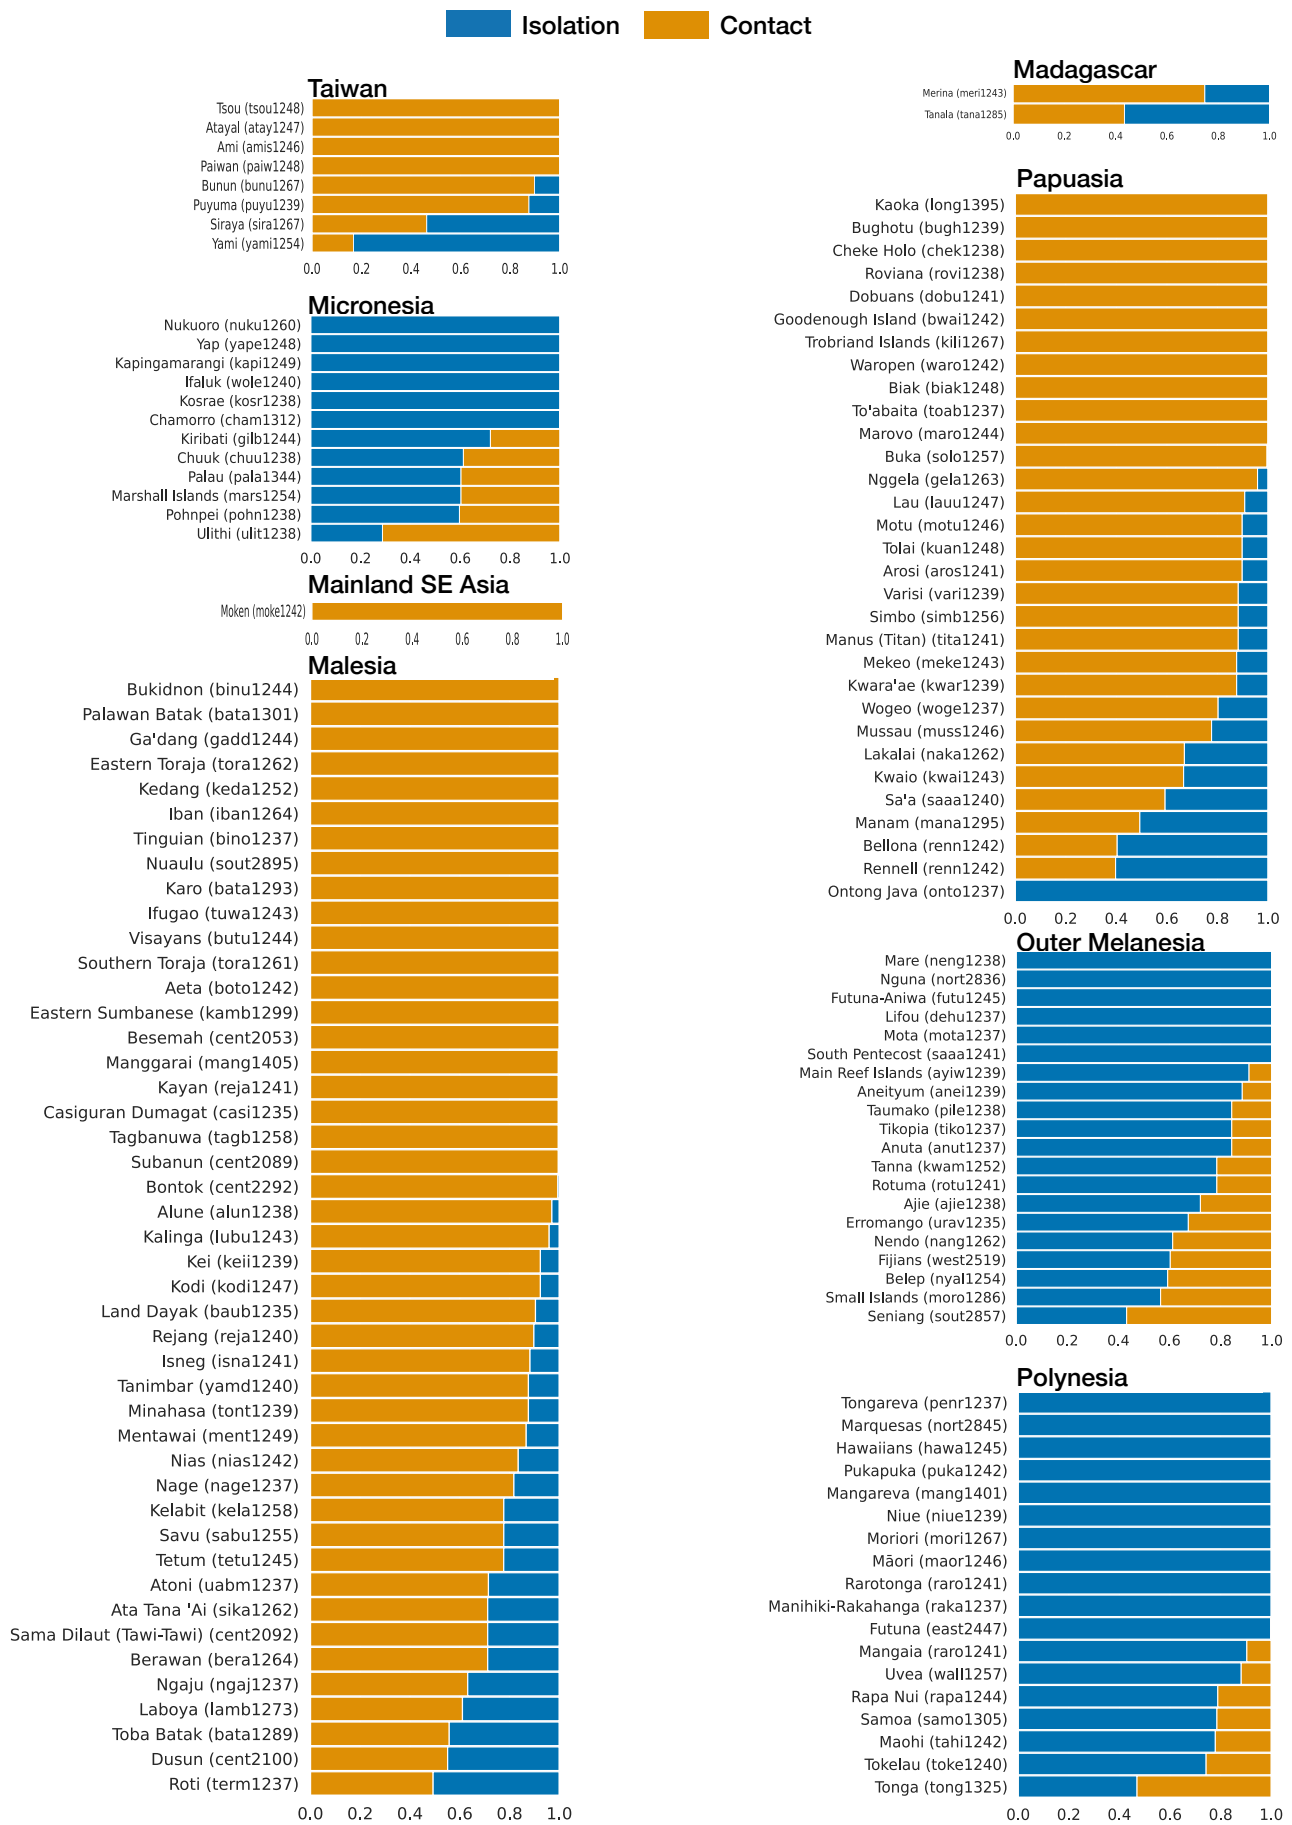 Isolation Contact
Taiwan
Tsou (tsou1248)
Atayal (atay1247)
Ami (amis1246)
Paiwan (paiw1248)
Bunun (bunu1267)
Puyuma (puyu1239)
Siraya (sira1267)
Yami (yami1254)
0.0 0.2 0.4 0.6 0.8 1.0
Micronesia
Nukuoro (nuku1260)
Yap (yape1248)
Kapingamarangi (kapi1249)
Ifaluk (wole1240)
Kosrae (kosr1238)
Chamorro (cham1312)
Kiribati (gilb1244)
Chuuk (chuu1238)
Palau (pala1344)
Marshall Islands (mars1254)
Pohnpei (pohn1238)
Ulithi (ulit1238)
0.0 0.2 0.4 0.6 0.8 1.0
Mainland SE Asia
Moken (moke1242)
0.0 0.2 0.4 0.6 0.8 1.0
Malesia
Bukidnon (binu1244)
Palawan Batak (bata1301)
Ga'dang (gadd1244)
Eastern Toraja (tora1262)
Kedang (keda1252)
Iban (iban1264)
Tinguian (bino1237)
Nuaulu (sout2895)
Karo (bata1293)
Ifugao (tuwa1243)
Visayans (butu1244)
Southern Toraja (tora1261)
Aeta (boto1242)
Eastern Sumbanese (kamb1299)
Besemah (cent2053)
Manggarai (mang1405)
Kayan (reja1241)
Casiguran Dumagat (casi1235)
Tagbanuwa (tagb1258)
Subanun (cent2089)
Bontok (cent2292)
Alune (alun1238)
Kalinga (lubu1243)
Kei (keii1239)
Kodi (kodi1247)
Land Dayak (baub1235)
Rejang (reja1240)
Isneg (isna1241)
Tanimbar (yamd1240)
Minahasa (tont1239)
Mentawai (ment1249)
Nias (nias1242)
Nage (nage1237)
Kelabit (kela1258)
Savu (sabu1255)
Tetum (tetu1245)
Atoni (uabm1237)
Ata Tana 'Ai (sika1262)
Sama Dilaut (Tawi-Tawi) (cent2092)
Berawan (bera1264)
Ngaju (ngaj1237)
Laboya (lamb1273)
Toba Batak (bata1289)
Dusun (cent2100)
Roti (term1237)
0.0 0.2 0.4 0.6 0.8 1.0
Madagascar
Merina (meri1243)
Tanala (tana1285)
0.0 0.2 0.4 0.6 0.8 1.0
Papuasia
Kaoka (long1395)
Bughotu (bugh1239)
Cheke Holo (chek1238)
Roviana (rovi1238)
Dobuans (dobu1241)
Goodenough Island (bwai1242)
Trobriand Islands (kili1267)
Waropen (waro1242)
Biak (biak1248)
To'abaita (toab1237)
Marovo (maro1244)
Buka (solo1257)
Nggela (gela1263)
Lau (lauu1247)
Motu (motu1246)
Tolai (kuan1248)
Arosi (aros1241)
Varisi (vari1239)
Simbo (simb1256)
Manus (Titan) (tita1241)
Mekeo (meke1243)
Kwara'ae (kwar1239)
Wogeo (woge1237)
Mussau (muss1246)
Lakalai (naka1262)
Kwaio (kwai1243)
Sa'a (saaa1240)
Manam (mana1295)
Bellona (renn1242)
Rennell (renn1242)
Ontong Java (onto1237)
0.0 0.2 0.4 0.6 0.8 1.0
Outer Melanesia
Mare (neng1238)
Nguna (nort2836)
Futuna-Aniwa (futu1245)
Lifou (dehu1237)
Mota (mota1237)
South Pentecost (saaa1241)
Main Reef Islands (ayiw1239)
Aneityum (anei1239)
Taumako (pile1238)
Tikopia (tiko1237)
Anuta (anut1237)
Tanna (kwam1252)
Rotuma (rotu1241)
Ajie (ajie1238)
Erromango (urav1235)
Nendo (nang1262)
Fijians (west2519)
Belep (nyal1254)
Small Islands (moro1286)
Seniang (sout2857)
0.0 0.2 0.4 0.6 0.8 1.0
Polynesia
Tongareva (penr1237)
Marquesas (nort2845)
Hawaiians (hawa1245)
Pukapuka (puka1242)
Mangareva (mang1401)
Niue (niue1239)
Moriori (mori1267)
Māori (maor1246)
Rarotonga (raro1241)
Manihiki-Rakahanga (raka1237)
Futuna (east2447)
Mangaia (raro1241)
Uvea (wall1257)
Rapa Nui (rapa1244)
Samoa (samo1305)
Maohi (tahi1242)
Tokelau (toke1240)
Tonga (tong1325)
0.0 0.2 0.4 0.6 0.8 1.0